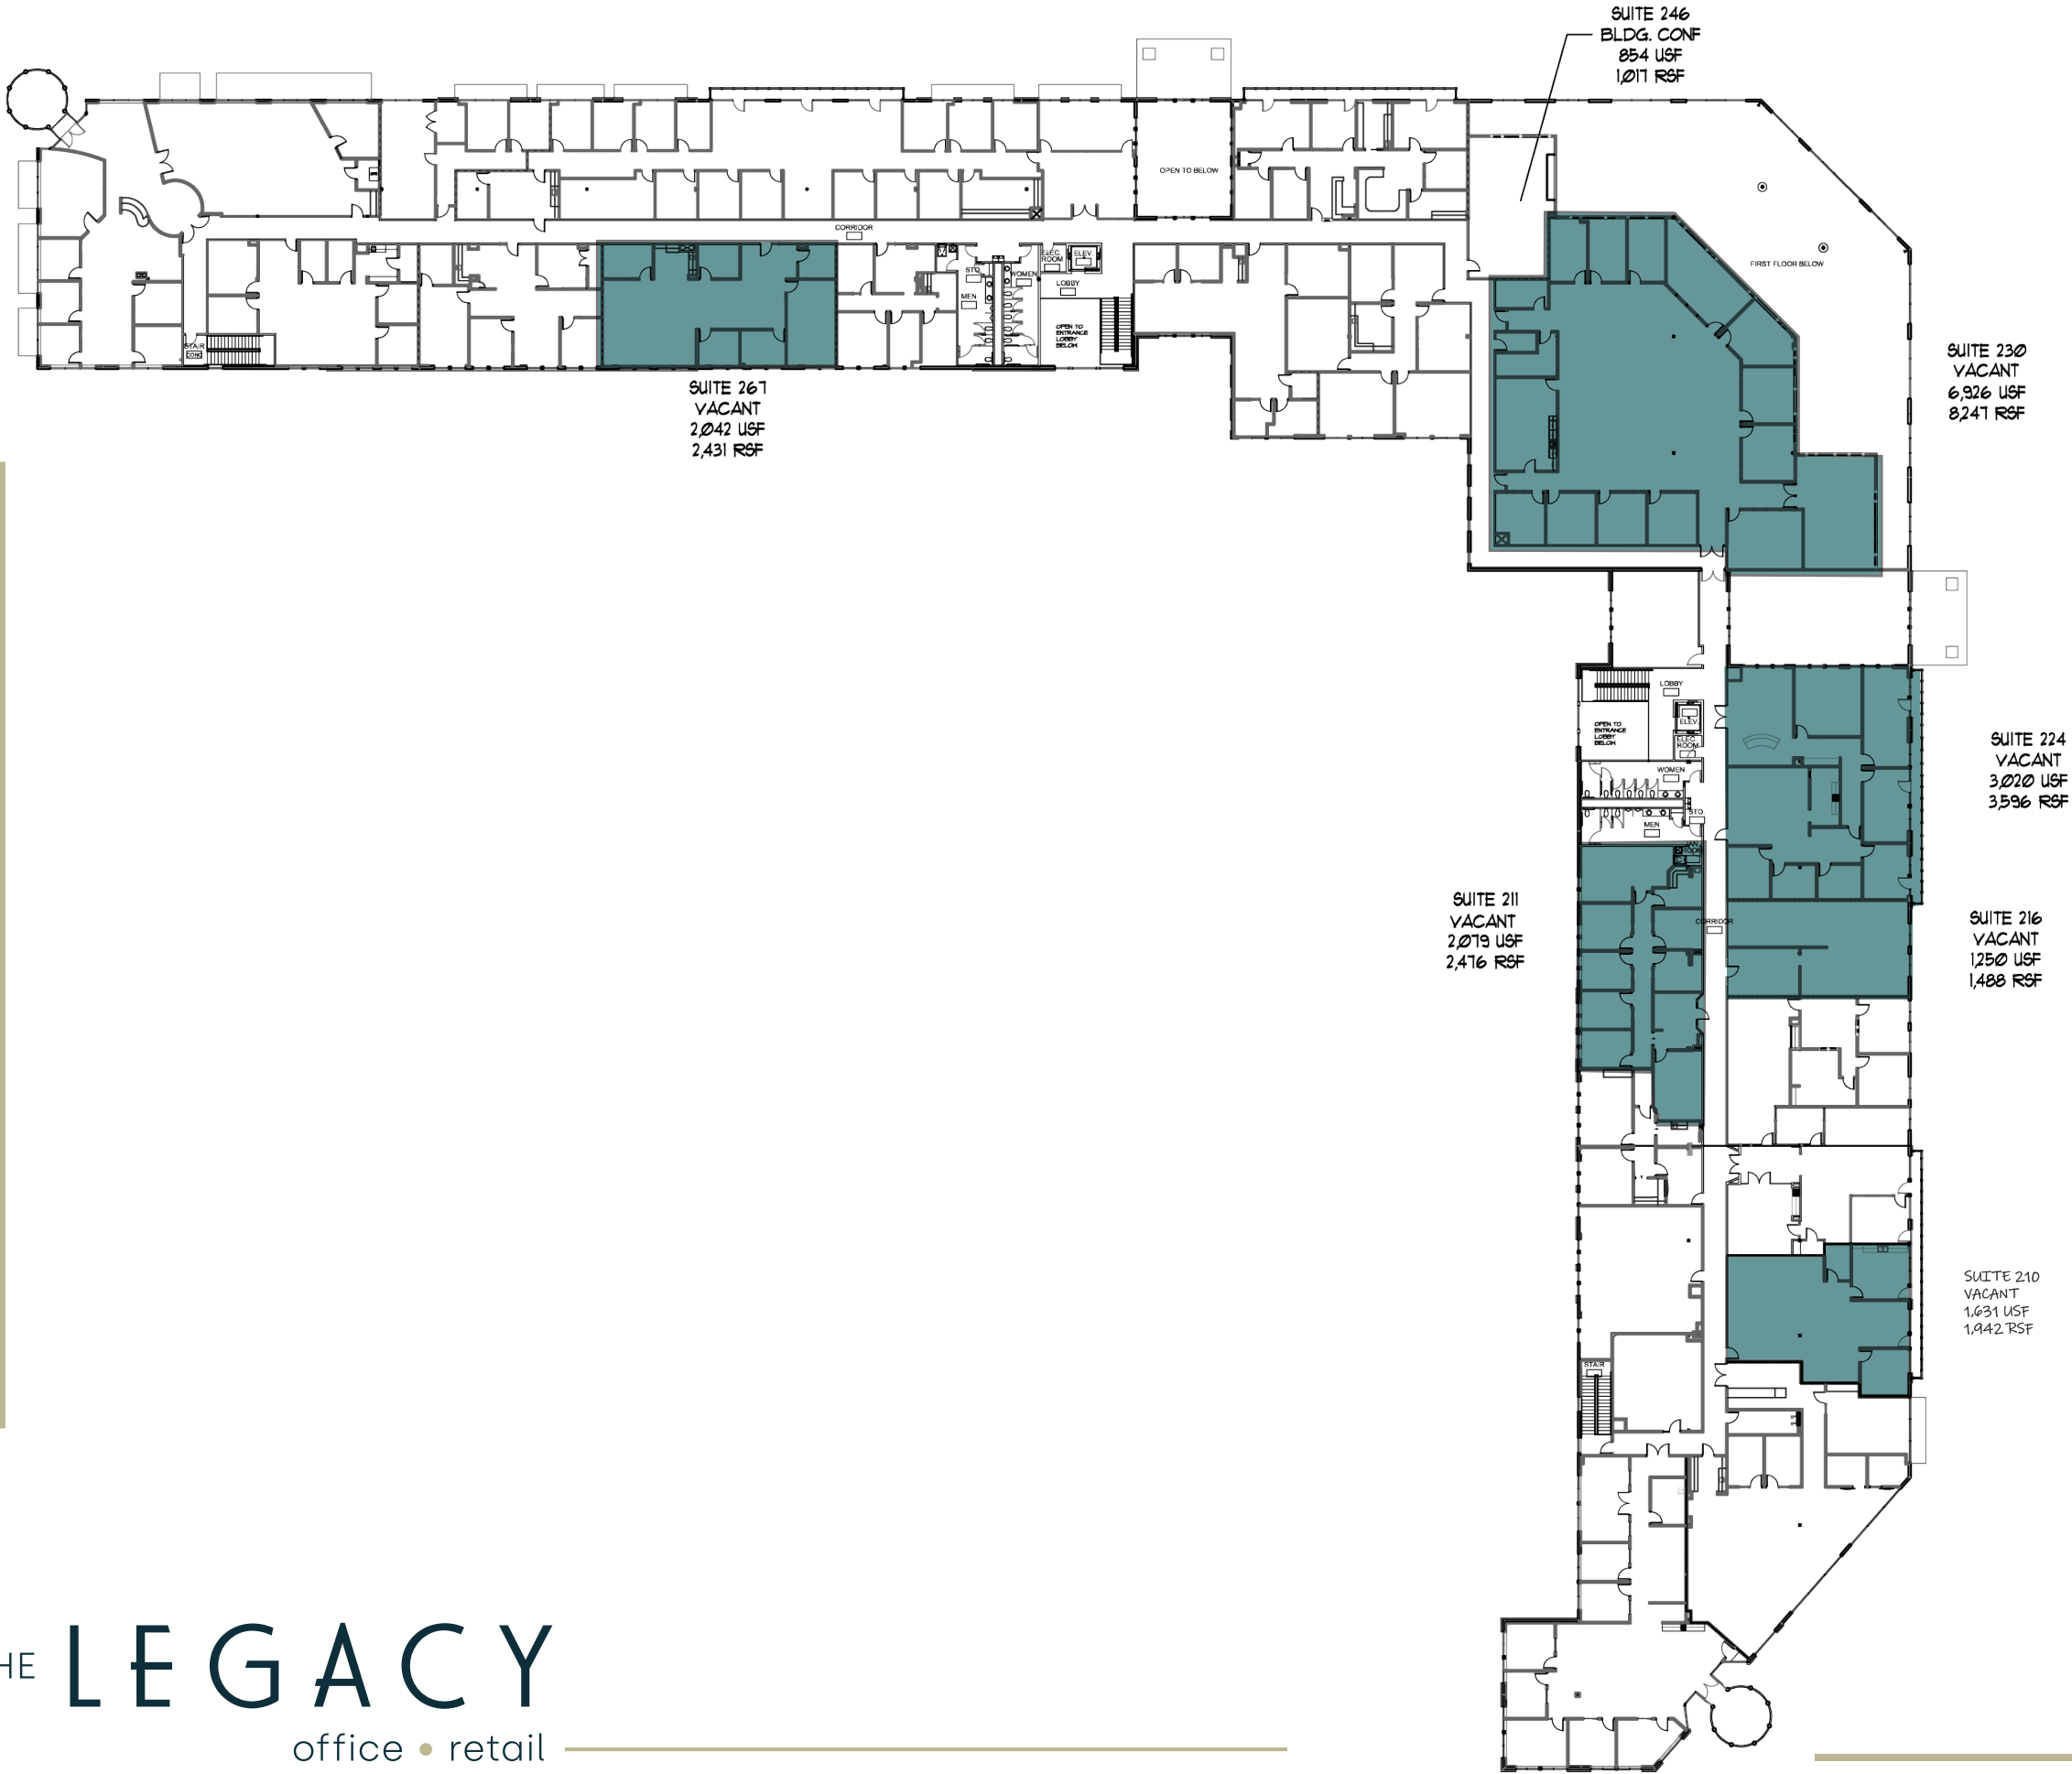 SUITE 246
BLDG. CONF
854 USF
1,017 RSF
OPEN TO BELOW
CORRIDOR
FIRST FLOOR BELOW
ELEC.
ROOM
ELEV.
STO.
WOMEN
LOBBY
MEN
OPEN TO
ENTRANCE
LOBBY
BELOW
STAIR
CONC
SUITE 267
VACANT
2,042 USF
2,431 RSF
SUITE 230
VACANT
6,926 USF
8,247 RSF
LOBBY
OPEN TO
ENTRANCE
LOBBY
BELOW
ELEV.
ELEC.
ROOM
WOMEN
STO.
MEN
JAN.
ROOM
SUITE 224
VACANT
3,020 USF
3,596 RSF
SUITE 211
VACANT
2,079 USF
2,476 RSF
CORRIDOR
SUITE 216
VACANT
1,250 USF
1,488 RSF
SUITE 210
VACANT
1,631 USF
1,942 RSF
STAIR
HE LEGACY
office • retail